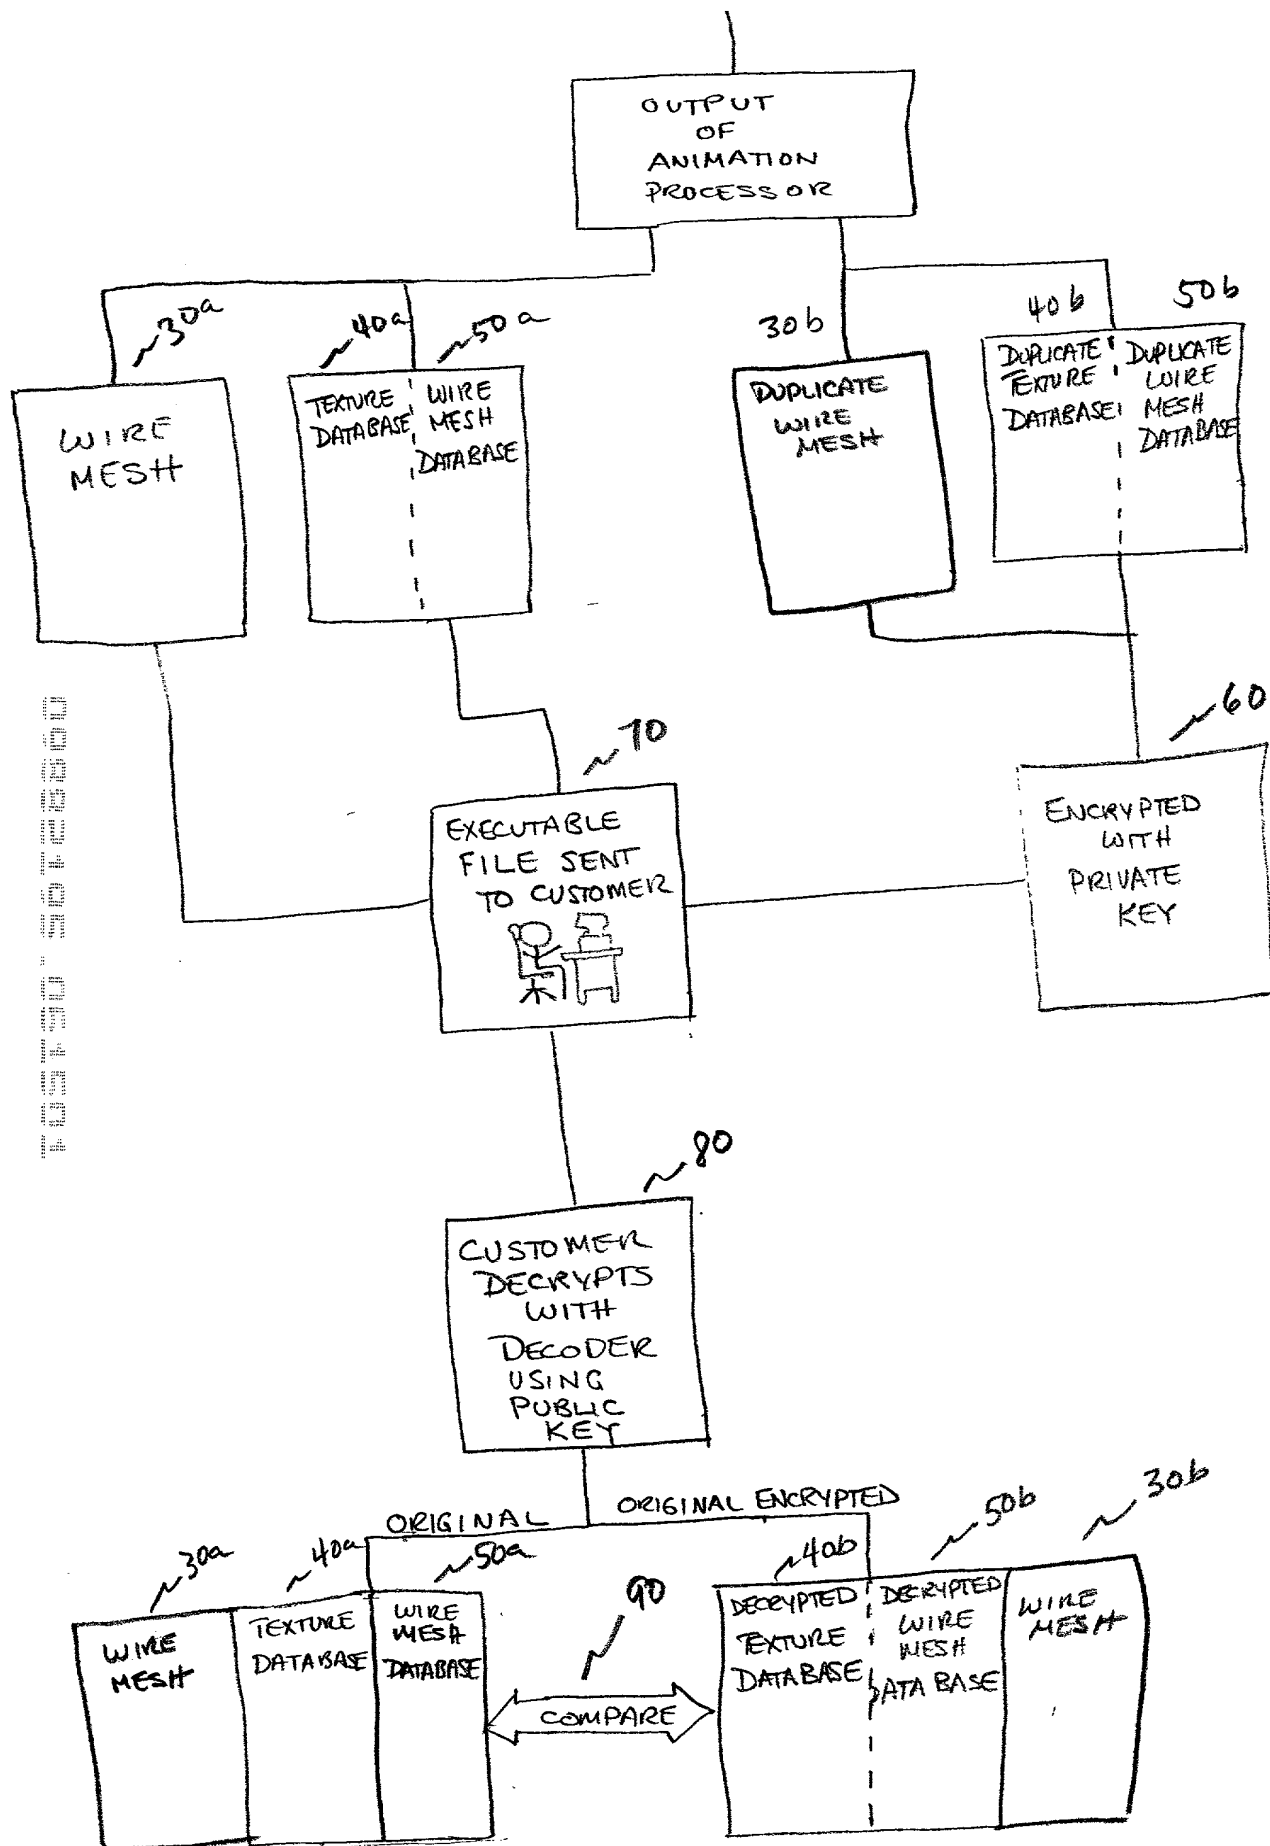 OUTPUT
OF
ANIMATION
PROCESSOR
30a
40a
50a
30b
40b
50b
WIRE
MESH
TEXTURE
DATABASE
WIRE
MESH
DATABASE
DUPLICATE
WIRE
MESH
DUPLICATE
TEXTURE
DATABASE
DUPLICATE
WIRE
MESH
DATABASE
70
60
EXECUTABLE
FILE SENT
TO CUSTOMER
ENCRYPTED
WITH
PRIVATE
KEY
80
CUSTOMER
DECRYPTS
WITH
DECODER
USING
PUBLIC
KEY
ORIGINAL
ORIGINAL ENCRYPTED
30a
40a
50a
90
40b
50b
30b
WIRE
MESH
TEXTURE
DATABASE
WIRE
MESH
DATABASE
COMPARE
DECRYPTED
TEXTURE
DATABASE
DECRYPTED
WIRE
MESH
DATABASE
WIRE
MESH